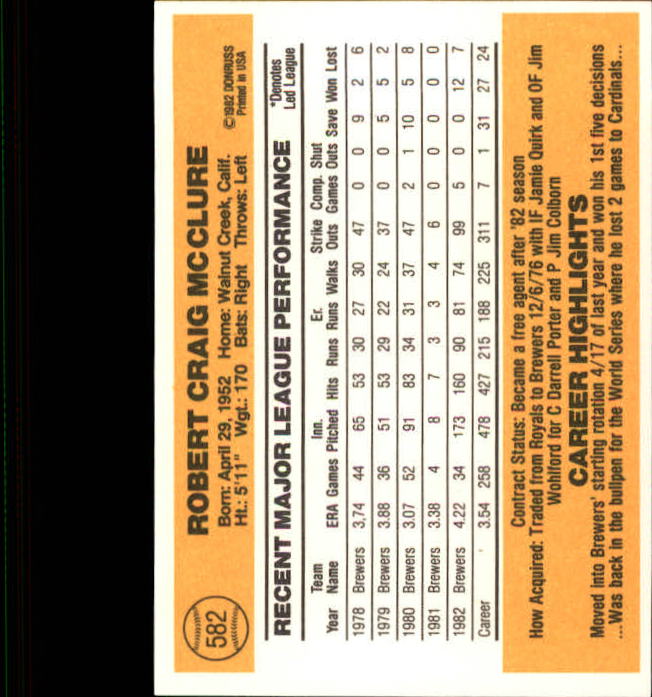 582
ROBERT CRAIG McCLURE
Born: April 29, 1952 Home: Walnut Creek, Calif.
Ht.: 5'11" Wgt.: 170 Bats: Right Throws: Left
©1982 DONRUSS
Printed in USA
RECENT MAJOR LEAGUE PERFORMANCE
*Denotes
Led League
Team Inn. Er. Strike Comp. Shut
Year Name ERA Games Pitched Hits Runs Runs Walks Outs Games Outs Save Won Lost
1978 Brewers 3.74 44 65 53 30 27 30 47 0 0 9 2 6
1979 Brewers 3.88 36 51 53 29 22 24 37 0 0 5 5 2
1980 Brewers 3.07 52 91 83 34 31 37 47 2 1 10 5 8
1981 Brewers 3.38 4 8 7 3 3 4 6 0 0 0 0 0
1982 Brewers 4.22 34 173 160 90 81 74 99 5 0 0 12 7
Career 3.54 258 478 427 215 188 225 311 7 1 31 27 24
Contract Status: Became a free agent after '82 season
How Acquired: Traded from Royals to Brewers 12/6/76 with IF Jamie Quirk and OF Jim
Wohlford for C Darrell Porter and P Jim Colborn
CAREER HIGHLIGHTS
Moved into Brewers' starting rotation 4/17 of last year and won his 1st five decisions
...Was back in the bullpen for the World Series where he lost 2 games to Cardinals...